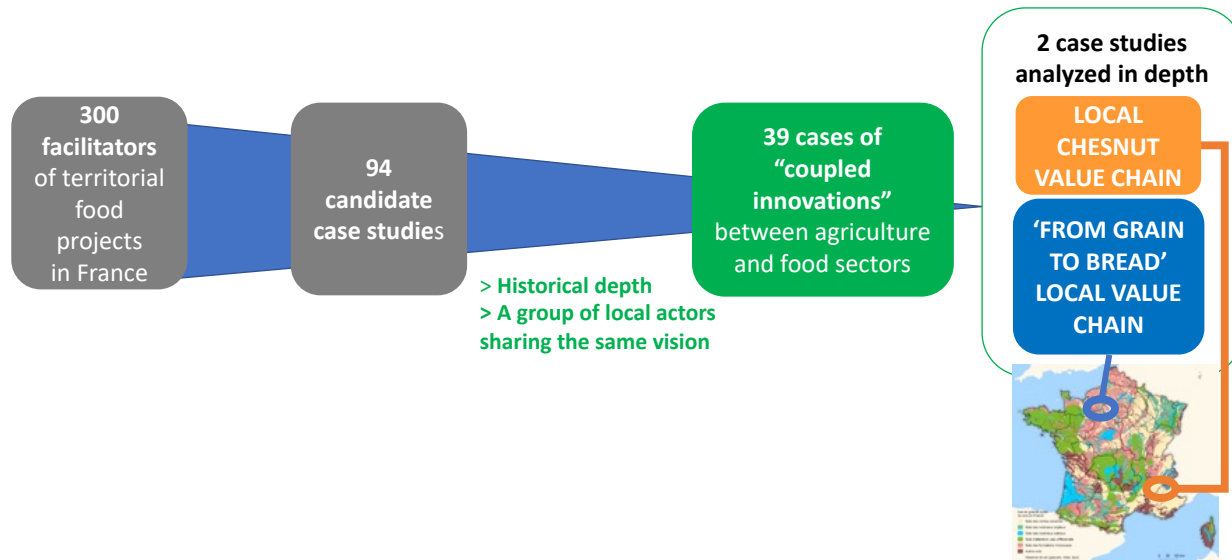 300
facilitators
of territorial
food
projects
in France
94
candidate
case studies
> Historical depth
> A group of local actors
sharing the same vision
39 cases of
“coupled
innovations”
between agriculture
and food sectors
2 case studies
analyzed in depth
LOCAL
CHESNUT
VALUE CHAIN
‘FROM GRAIN
TO BREAD’
LOCAL VALUE
CHAIN